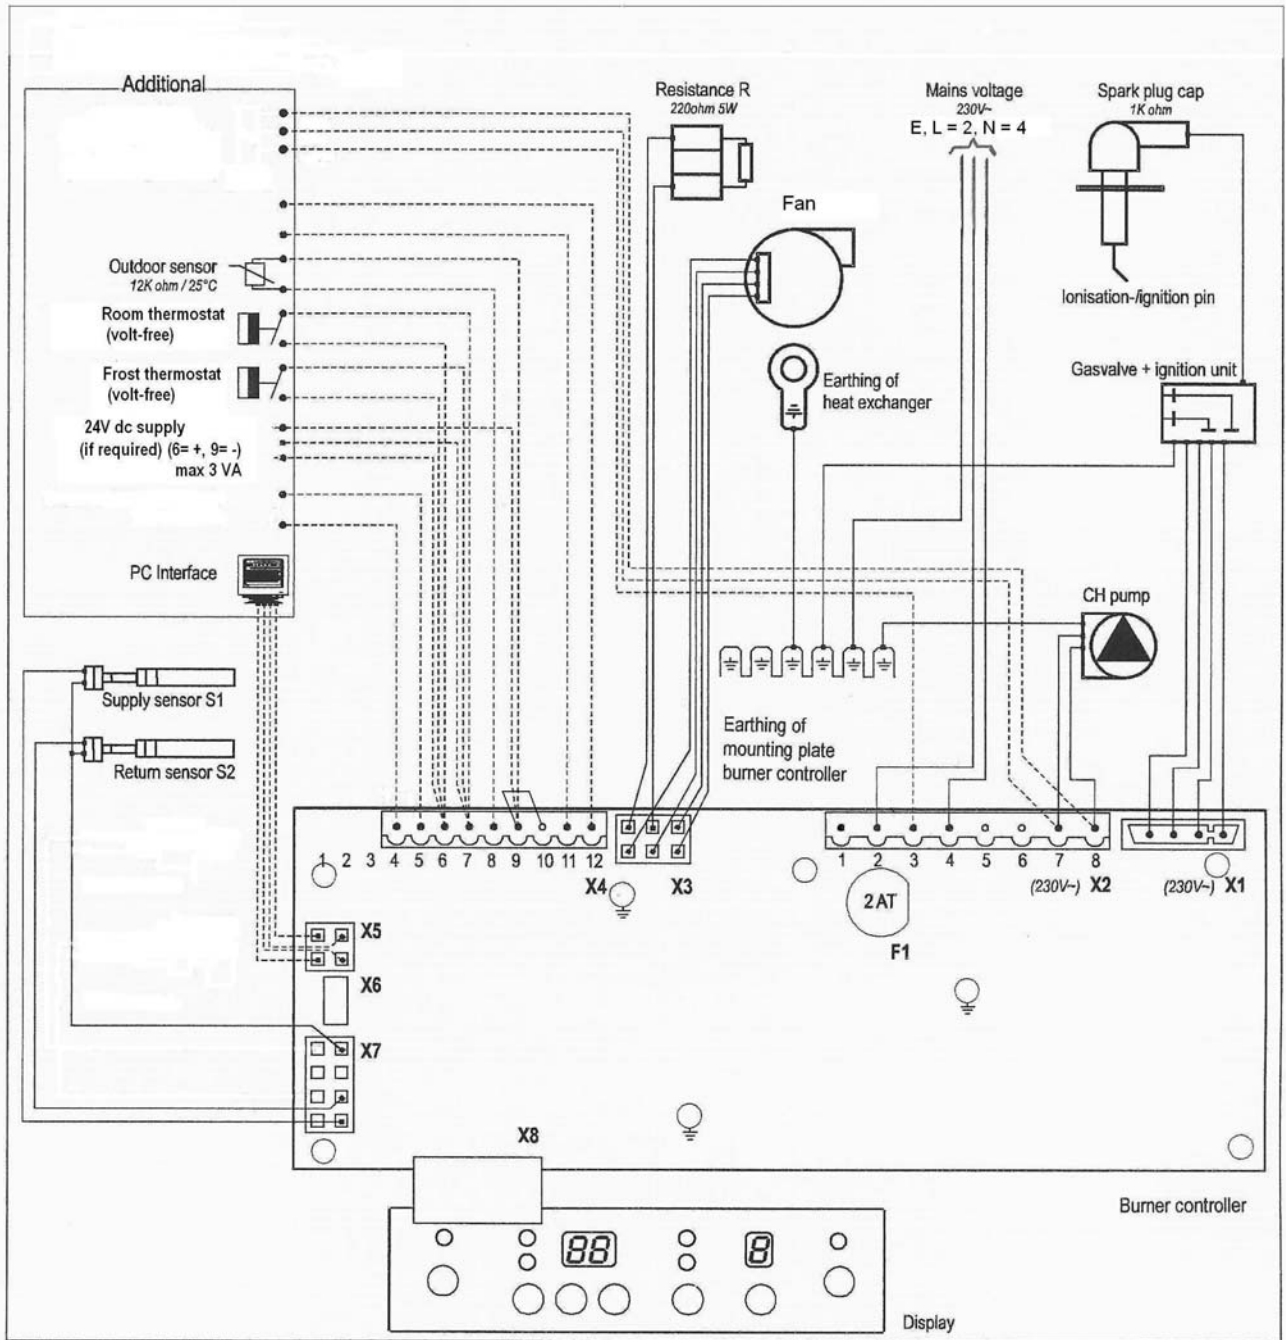 Additional
Outdoor sensor
12K ohm / 25°C
Room thermostat
(volt-free)
Frost thermostat
(volt-free)
24V dc supply
(if required) (6= +, 9= -)
max 3 VA
PC Interface
Supply sensor S1
Return sensor S2
Resistance R
220ohm 5W
Fan
Earthing of
heat exchanger
Mains voltage
230V~
E, L = 2, N = 4
Spark plug cap
1K ohm
Ionisation-/ignition pin
Gasvalve + ignition unit
CH pump
Earthing of
mounting plate
burner controller
1 2 3 4 5 6 7 8 9 10 11 12
X4
X3
1 2 3 4 5 6 7 8
(230V~) X2
(230V~) X1
2AT
F1
X5
X6
X7
X8
Burner controller
88
8
Display